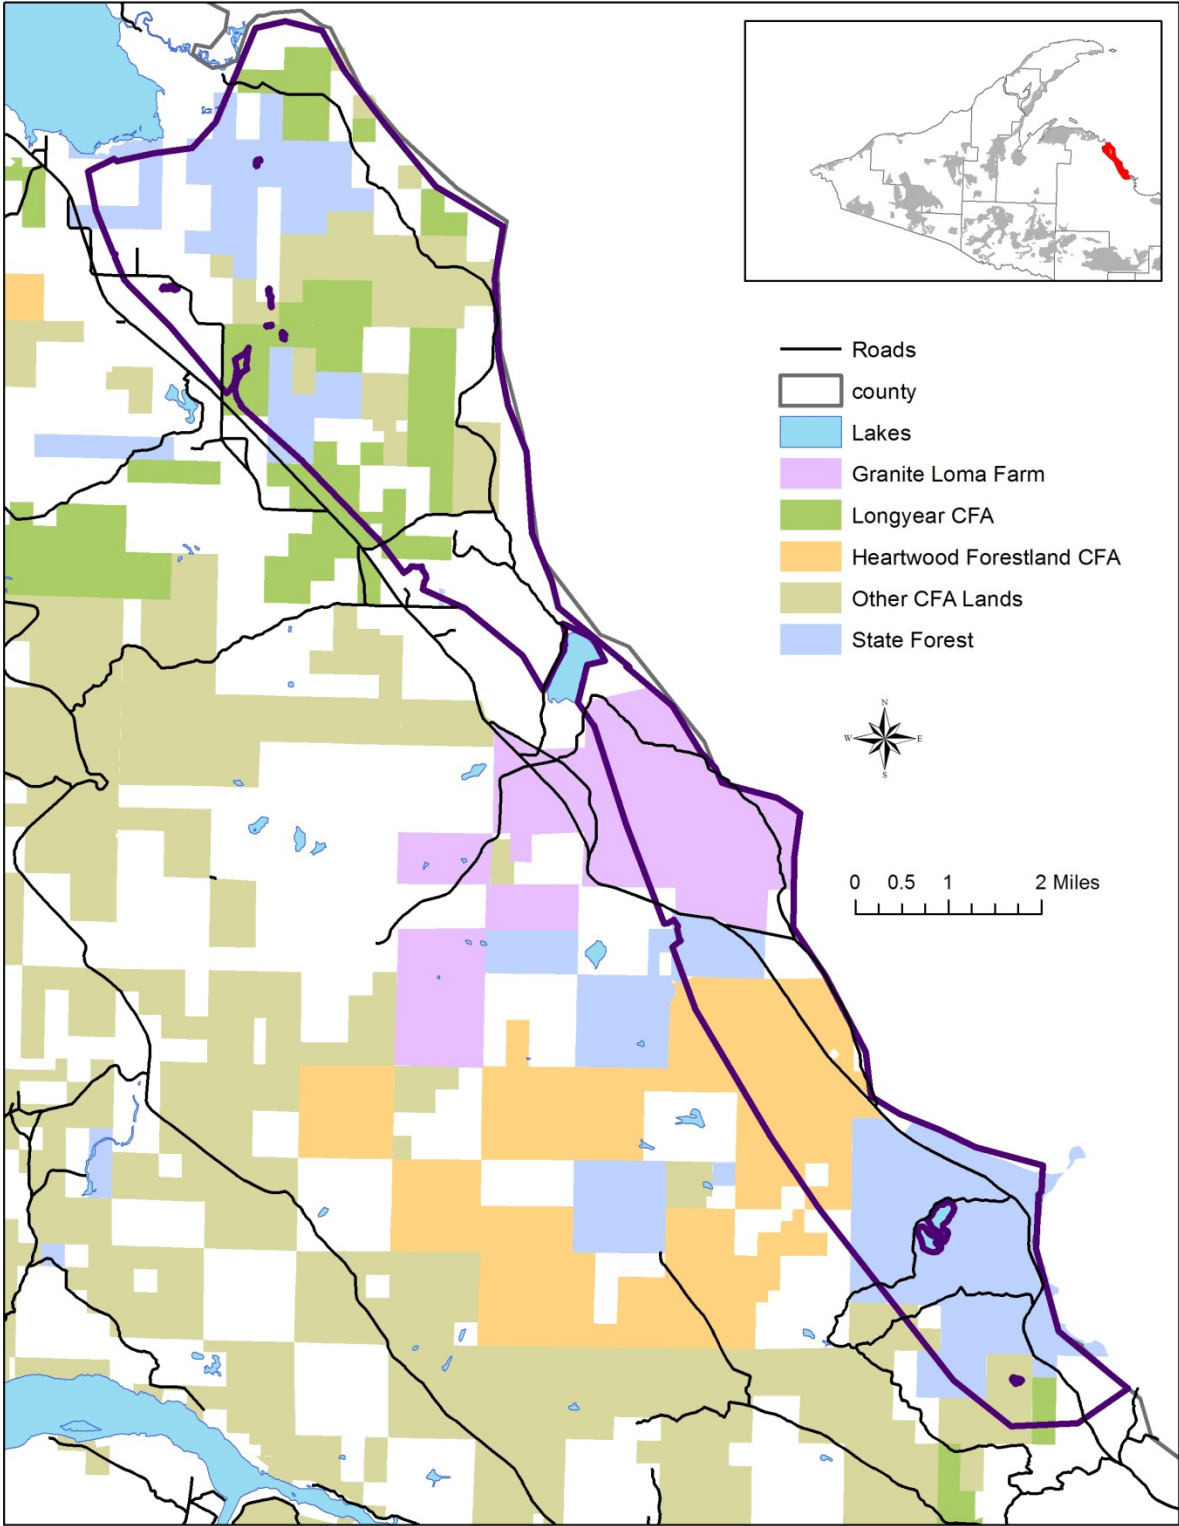 Roads
county
Lakes
Granite Loma Farm
Longyear CFA
Heartwood Forestland CFA
Other CFA Lands
State Forest
N
W E
S
0 0.5 1 2 Miles